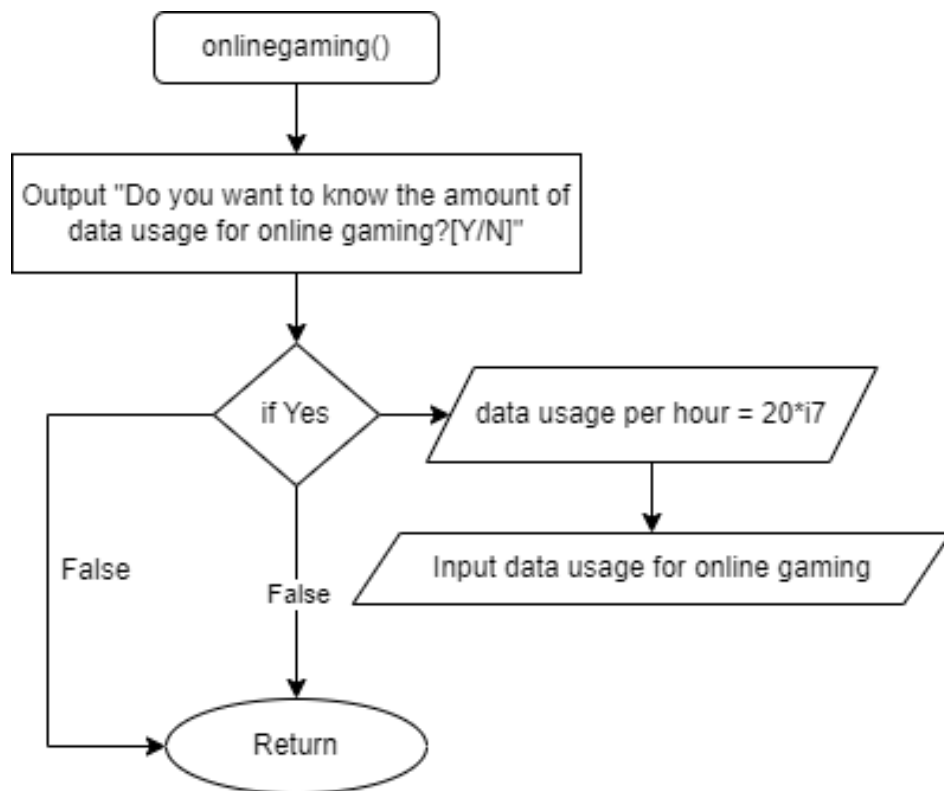 onlinegaming()
Output "Do you want to know the amount of
data usage for online gaming?[Y/N]"
if Yes
data usage per hour = 20*i7
Input data usage for online gaming
False
False
Return